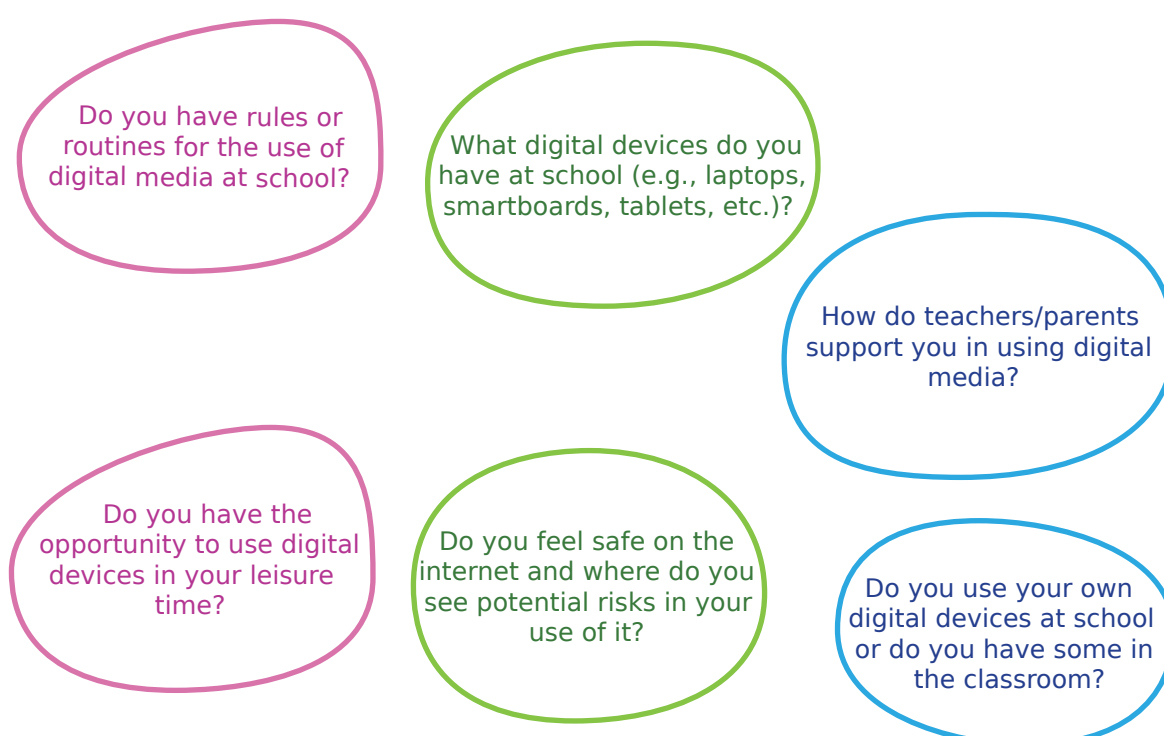 Do you have rules or
routines for the use of
digital media at school?
What digital devices do you
have at school (e.g., laptops,
smartboards, tablets, etc.)?
How do teachers/parents
support you in using digital
media?
Do you have the
opportunity to use digital
devices in your leisure
time?
Do you feel safe on the
internet and where do you
see potential risks in your
use of it?
Do you use your own
digital devices at school
or do you have some in
the classroom?